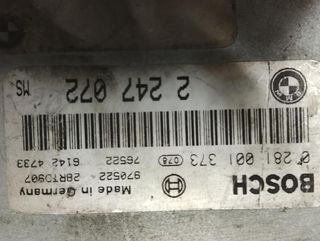 BOSCH
Made in Germany
0 281 001 373 078
28RTD907 970522
6142 4733 76522
2 247 072 MS